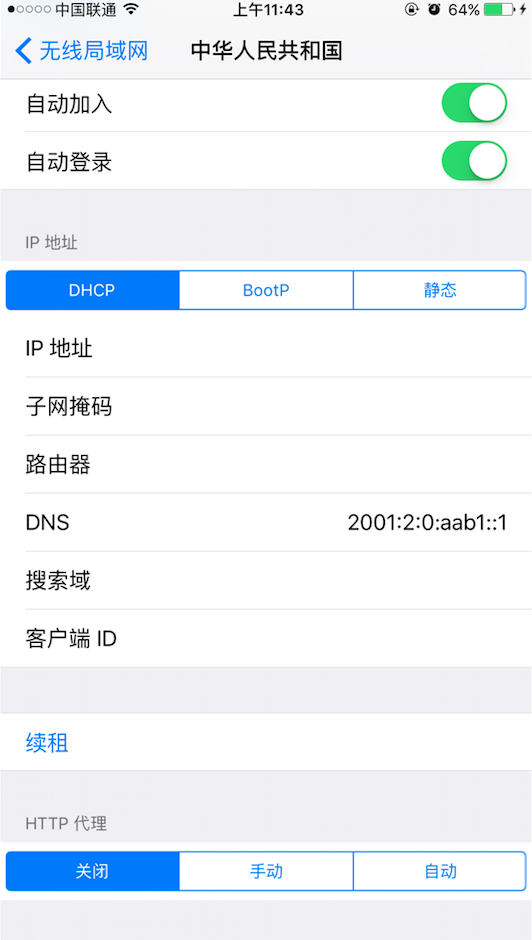 中国联通 上午11:43 64%
无线局域网 中华人民共和国
自动加入
自动登录
IP 地址
DHCP BootP 静态
IP 地址
子网掩码
路由器
DNS 2001:2:0:aab1::1
搜索域
客户端 ID
续租
HTTP 代理
关闭 手动 自动